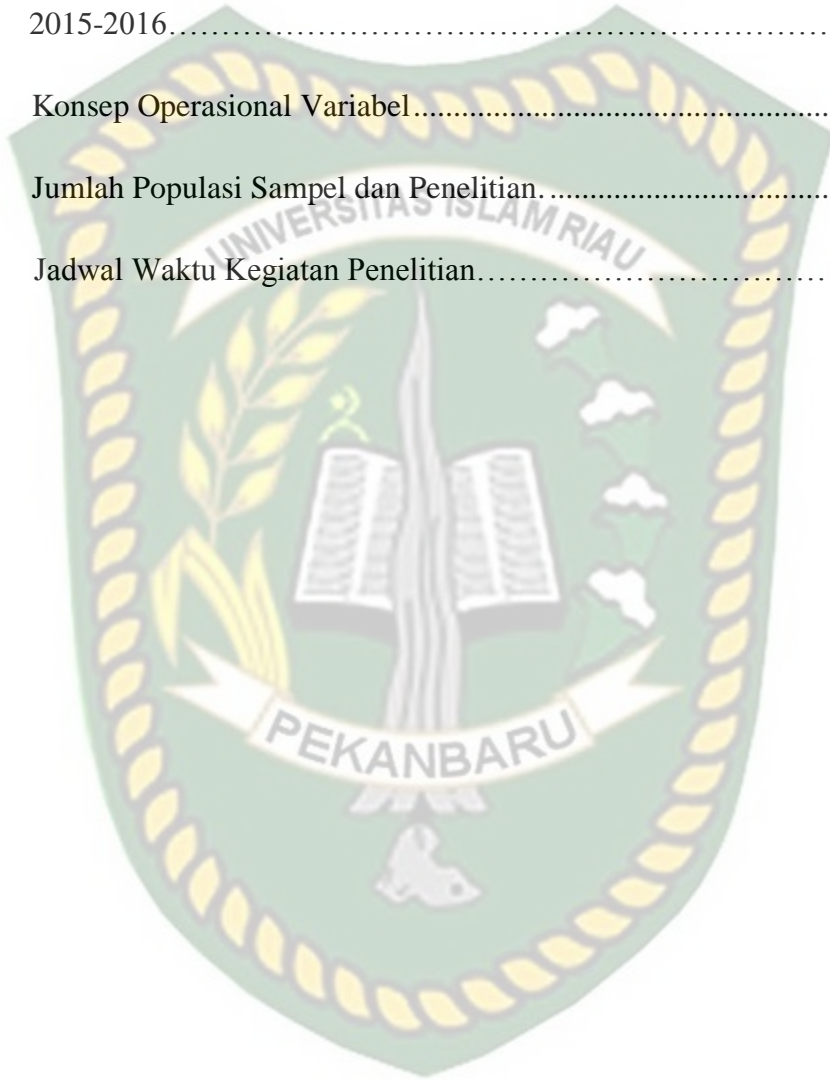 2015-2016……………………………………………………………………
Konsep Operasional Variabel....................................................
Jumlah Populasi Sampel dan Penelitian. ...................................
UNIVERSITAS ISLAM RIAU
Jadwal Waktu Kegiatan Penelitian……………………………
PEKANBARU